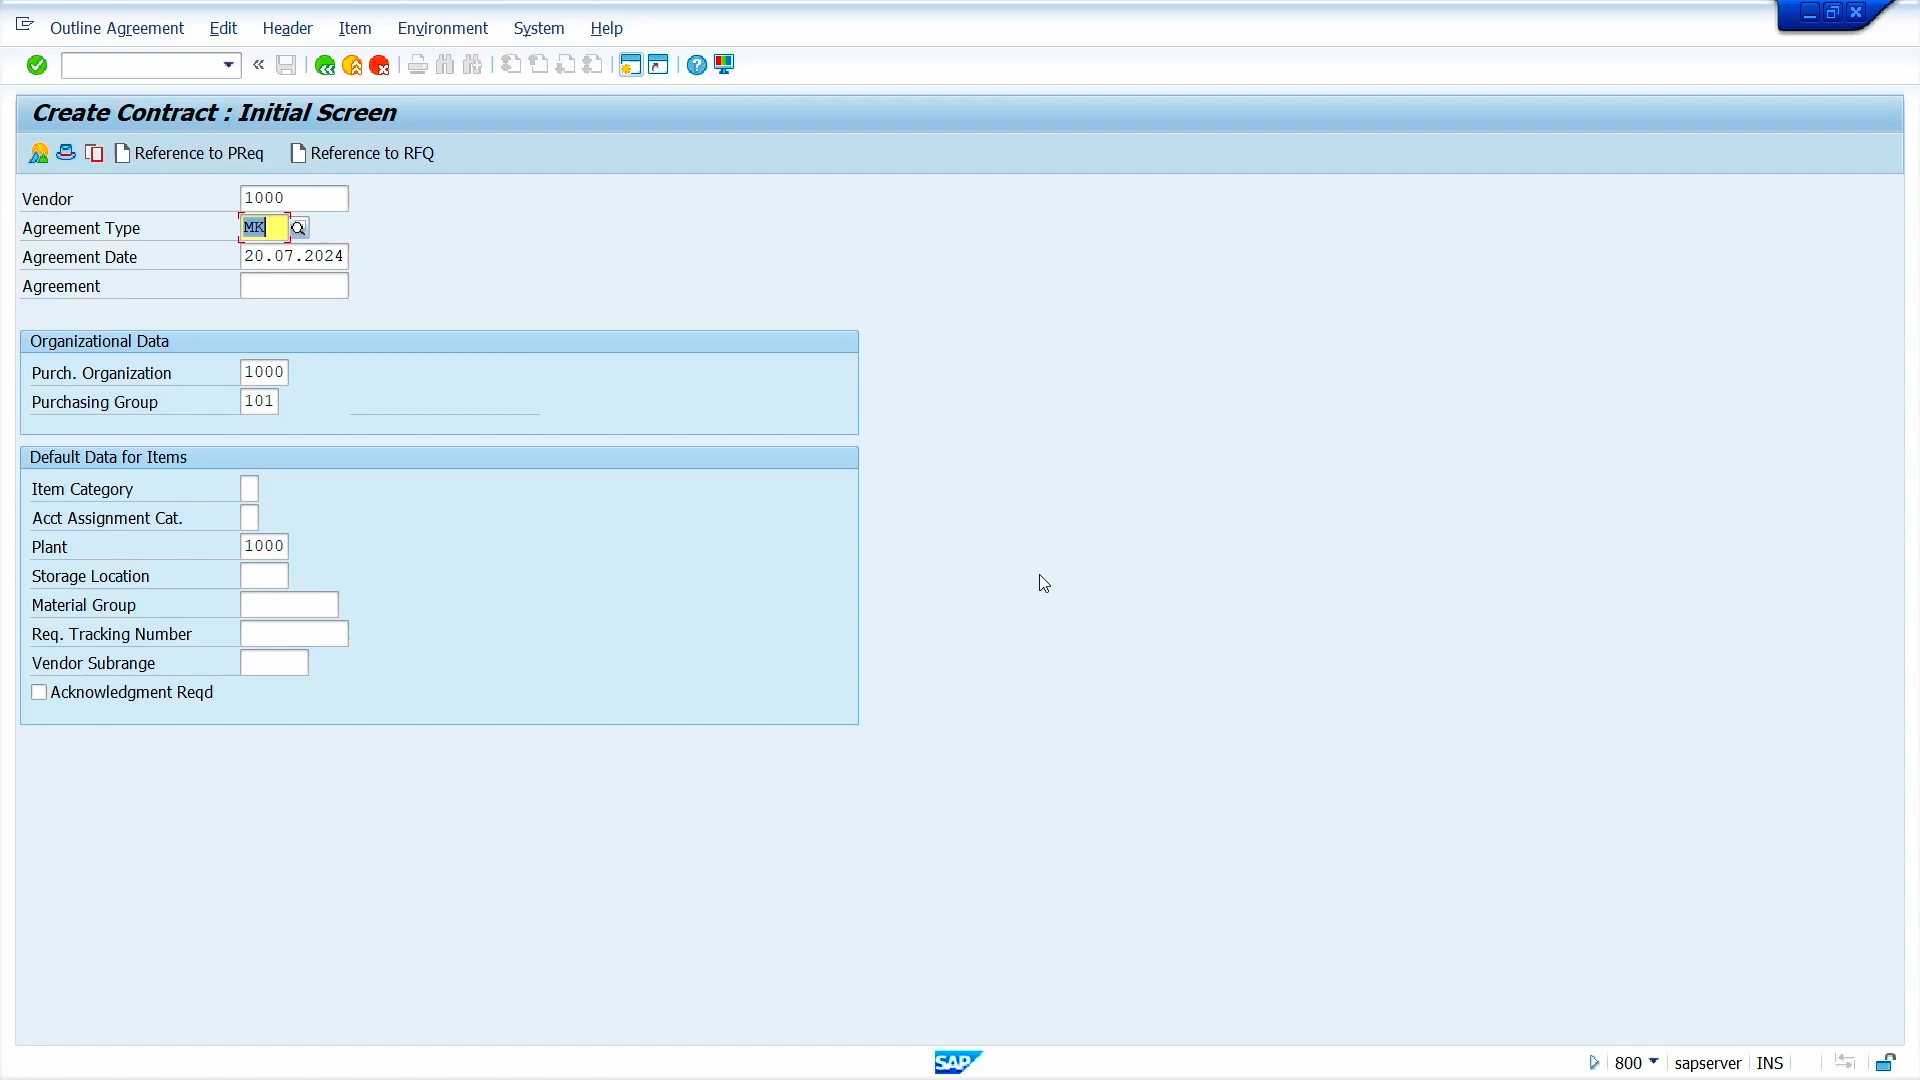 Outline Agreement Edit Header Item Environment System Help
Create Contract : Initial Screen
Reference to PReq Reference to RFQ
Vendor 1000
Agreement Type MK
Agreement Date 20.07.2024
Agreement
Organizational Data
Purch. Organization 1000
Purchasing Group 101
Default Data for Items
Item Category
Acct Assignment Cat.
Plant 1000
Storage Location
Material Group
Req. Tracking Number
Vendor Subrange
Acknowledgment Reqd
SAP 800 sapserver INS